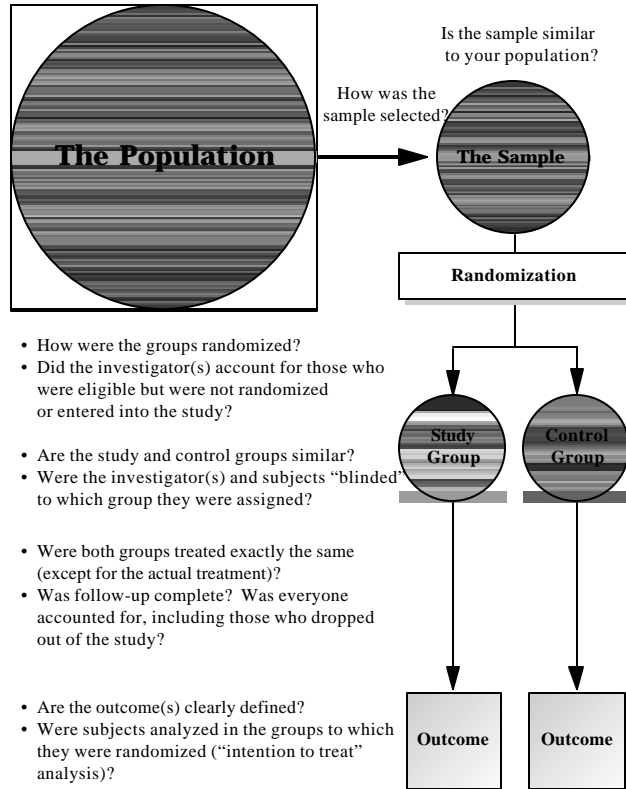 Is the sample similar
to your population?
How was the
sample selected?
The Population
The Sample
Randomization
• How were the groups randomized?
• Did the investigator(s) account for those who
were eligible but were not randomized
or entered into the study?
• Are the study and control groups similar?
• Were the investigator(s) and subjects “blinded”
to which group they were assigned?
Study
Group
Control
Group
• Were both groups treated exactly the same
(except for the actual treatment)?
• Was follow-up complete? Was everyone
accounted for, including those who dropped
out of the study?
• Are the outcome(s) clearly defined?
• Were subjects analyzed in the groups to which
they were randomized (“intention to treat”
analysis)?
Outcome
Outcome